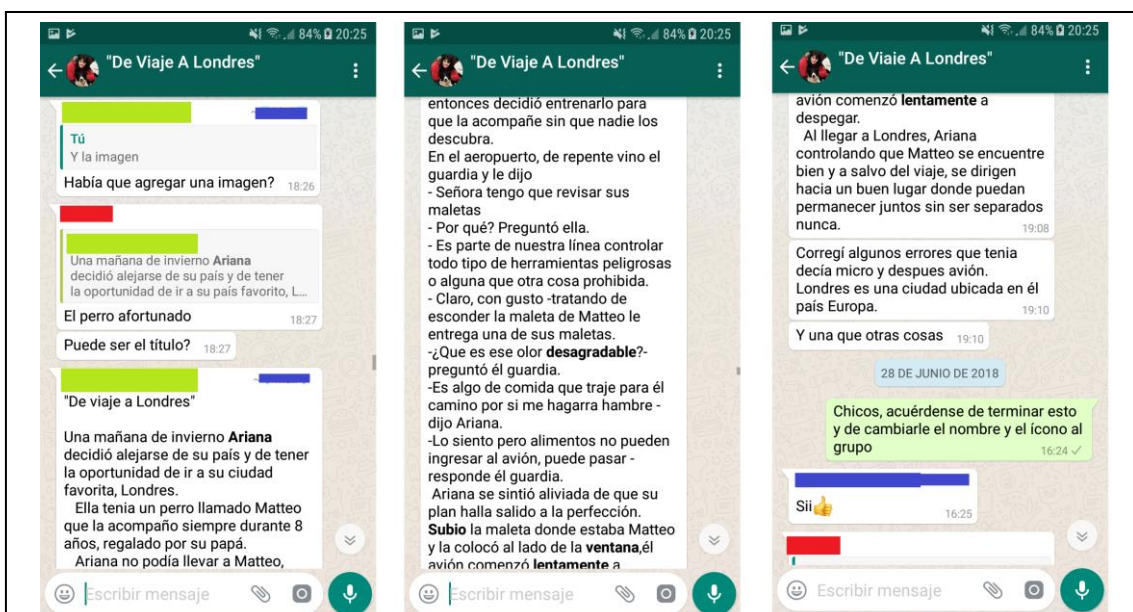 84% 20:25
"De Viaje A Londres"
Tú
Y la imagen
Había que agregar una imagen? 18:26
Una mañana de invierno Ariana
decidió alejarse de su país y de tener
la oportunidad de ir a su país favorito, L...
El perro afortunado 18:27
Puede ser el título? 18:27
"De viaje a Londres"
Una mañana de invierno Ariana
decidió alejarse de su país y de tener
la oportunidad de ir a su ciudad
favorita, Londres.
Ella tenia un perro llamado Matteo
que la acompaño siempre durante 8
años, regalado por su papá.
Ariana no podía llevar a Matteo,
Escribir mensaje
84% 20:25
"De Viaje A Londres"
entonces decidió entrenarlo para
que la acompañe sin que nadie los
descubra.
En el aeropuerto, de repente vino el
guardia y le dijo
- Señora tengo que revisar sus
maletas
- Por qué? Preguntó ella.
- Es parte de nuestra línea controlar
todo tipo de herramientas peligrosas
o alguna que otra cosa prohibida.
- Claro, con gusto -tratando de
esconder la maleta de Matteo le
entrega una de sus maletas.
-¿Que es ese olor desagradable?-
preguntó él guardia.
-Es algo de comida que traje para él
camino por si me hagarra hambre -
dijo Ariana.
-Lo siento pero alimentos no pueden
ingresar al avión, puede pasar -
responde él guardia.
Ariana se sintió aliviada de que su
plan halla salido a la perfección.
Subio la maleta donde estaba Matteo
y la colocó al lado de la ventana,él
avión comenzó lentamente a
Escribir mensaje
84% 20:25
"De Viaje A Londres"
avión comenzó lentamente a
despegar.
Al llegar a Londres, Ariana
controlando que Matteo se encuentre
bien y a salvo del viaje, se dirigen
hacia un buen lugar donde puedan
permanecer juntos sin ser separados
nunca. 19:08
Corregí algunos errores que tenia
decía micro y despues avión.
Londres es una ciudad ubicada en él
país Europa. 19:10
Y una que otras cosas 19:10
28 DE JUNIO DE 2018
Chicos, acuérdense de terminar esto
y de cambiarle el nombre y el ícono al
grupo 16:24
Sii👍 16:25
Escribir mensaje